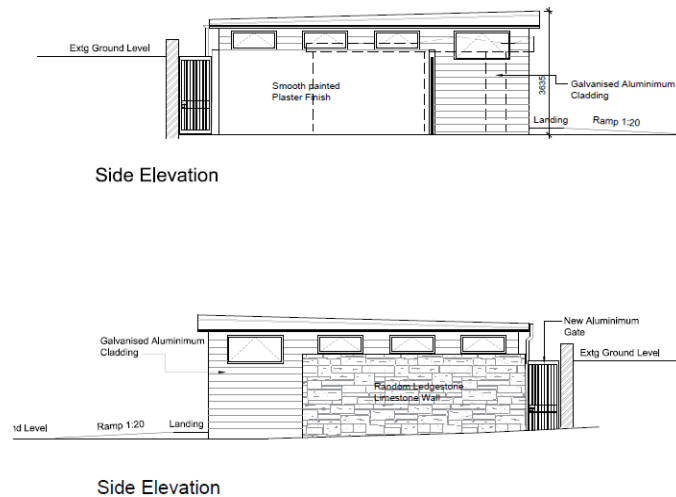 Extg Ground Level
Smooth painted
Plaster Finish
3635
Galvanised Aluminimum
Cladding
Landing
Ramp 1:20
Side Elevation
New Aluminimum
Gate
Galvanised Aluminimum
Cladding
Extg Ground Level
Random Ledgestone
Limestone Wall
nd Level
Ramp 1:20
Landing
Side Elevation